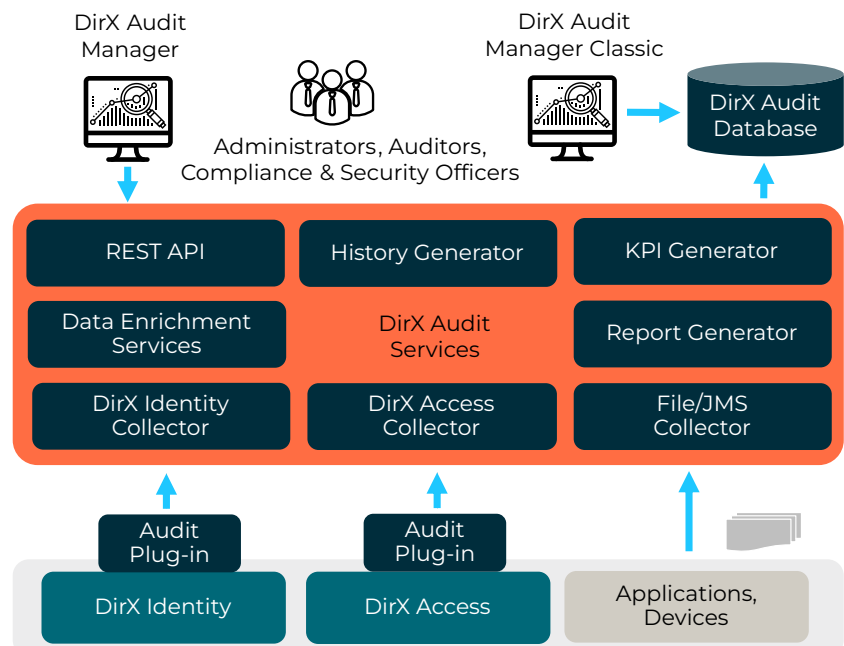 DirX Audit
Manager
DirX Audit
Manager Classic
Administrators, Auditors,
Compliance & Security Officers
DirX Audit
Database
REST API
History Generator
KPI Generator
Data Enrichment
Services
DirX Audit
Services
Report Generator
DirX Identity
Collector
DirX Access
Collector
File/JMS
Collector
Audit
Plug-in
Audit
Plug-in
DirX Identity
DirX Access
Applications,
Devices